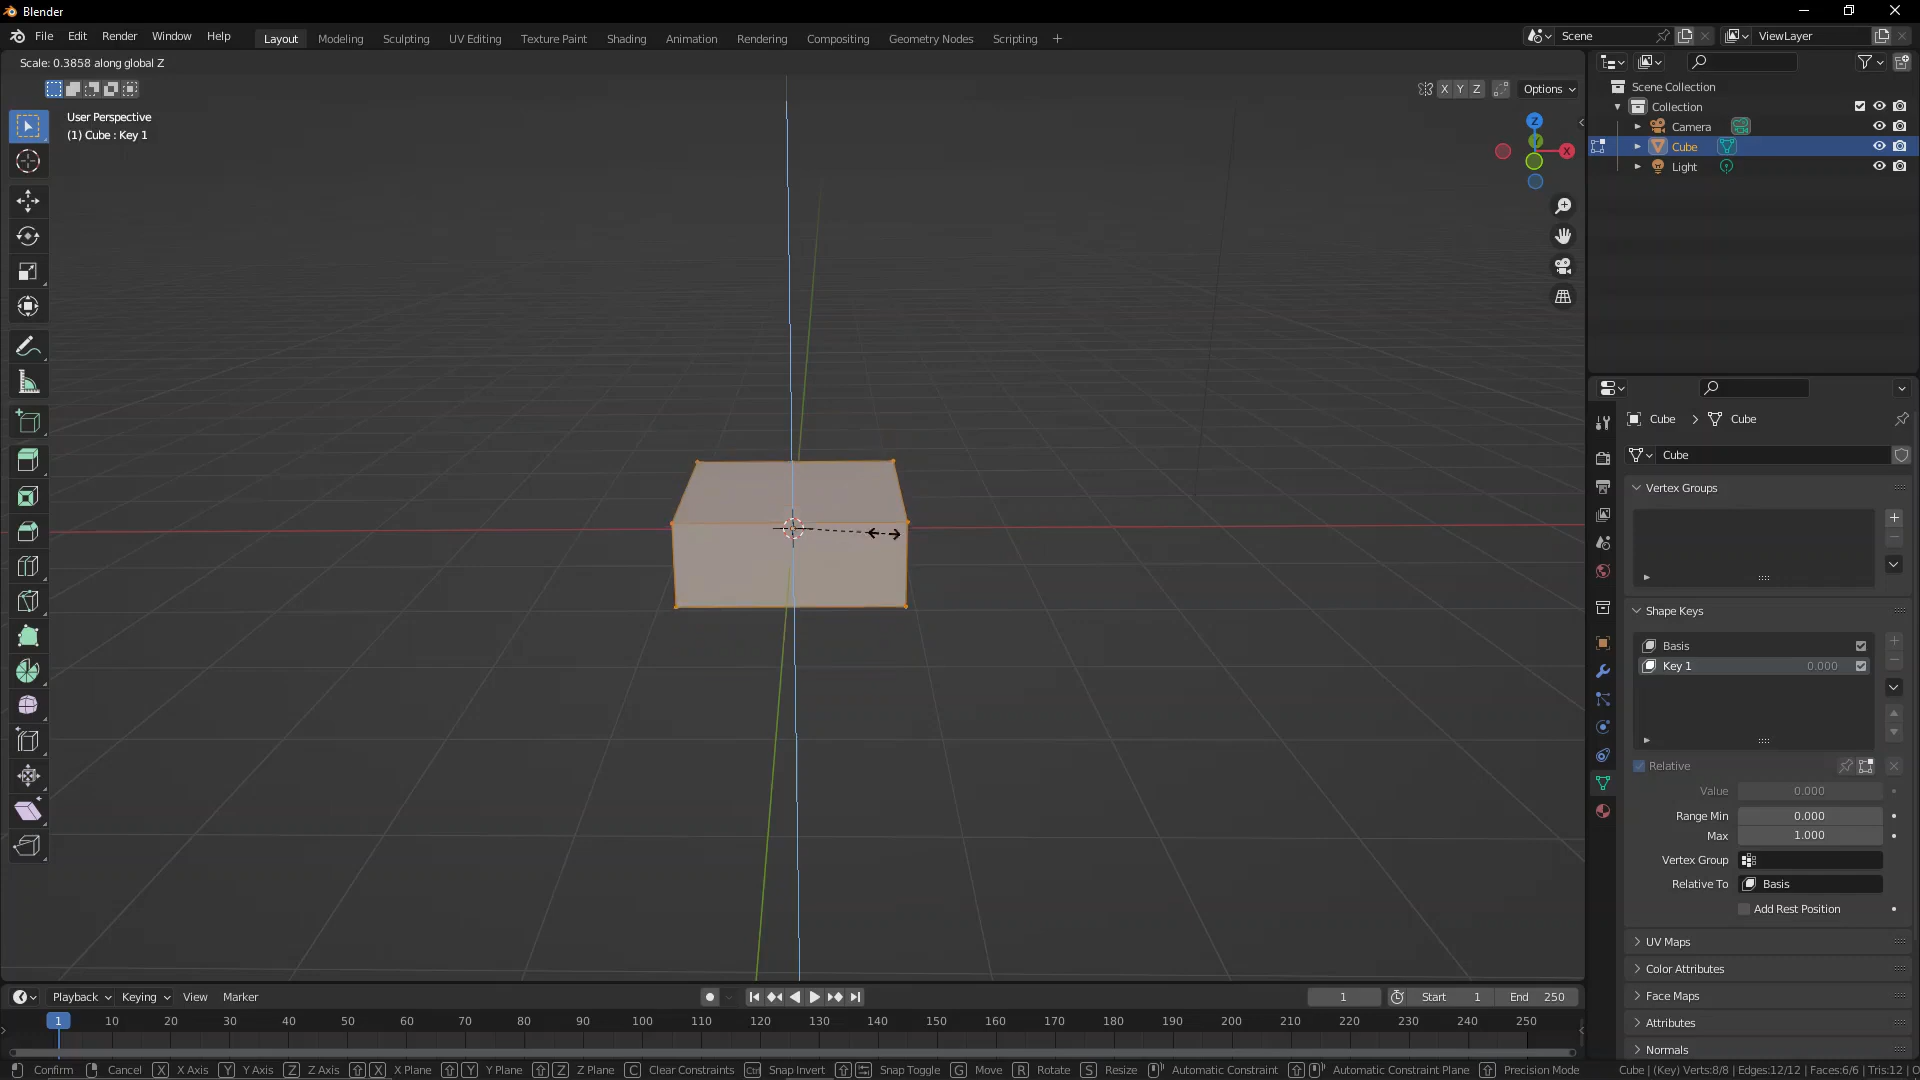 Blender
File Edit Render Window Help
Layout Modeling Sculpting UV Editing Texture Paint Shading Animation Rendering Compositing Geometry Nodes Scripting
Scene
ViewLayer
Scale: 0.3858 along global Z
X Y Z
Options
User Perspective
(1) Cube : Key 1
Z
Y
X
Scene Collection
Collection
Camera
Cube
Light
Cube Cube
Cube
Vertex Groups
Shape Keys
Basis
Key 1 0.000
Relative
Value 0.000
Range Min 0.000
Max 1.000
Vertex Group
Relative To Basis
Add Rest Position
UV Maps
Color Attributes
Face Maps
Attributes
Normals
Playback Keying View Marker
1
Start 1
End 250
1 10 20 30 40 50 60 70 80 90 100 110 120 130 140 150 160 170 180 190 200 210 220 230 240 250
Confirm Cancel X X Axis Y Y Axis Z Z Axis X X Plane Y Y Plane Z Z Plane C Clear Constraints Ctrl Snap Invert Snap Toggle G Move R Rotate S Resize Automatic Constraint Automatic Constraint Plane Precision Mode
Cube | (Key) Verts:8/8 | Edges:12/12 | Faces:6/6 | Tris:12 | O